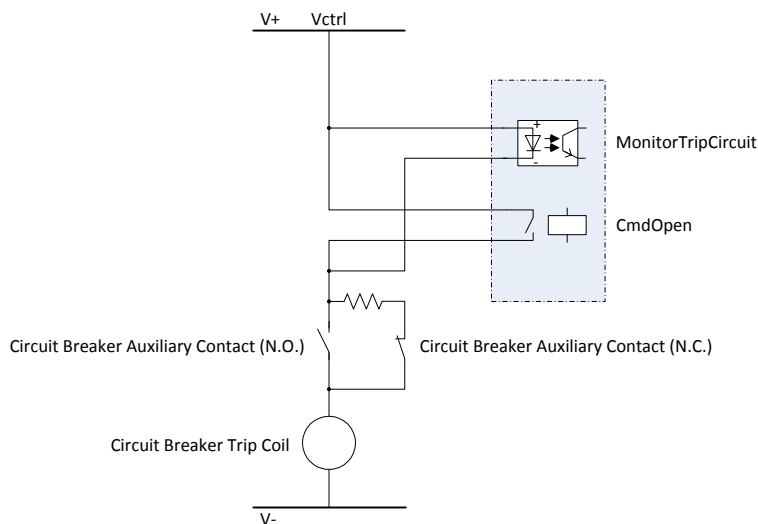 V+ Vctrl
+
MonitorTripCircuit
-
CmdOpen
Circuit Breaker Auxiliary Contact (N.O.)
Circuit Breaker Auxiliary Contact (N.C.)
Circuit Breaker Trip Coil
V-